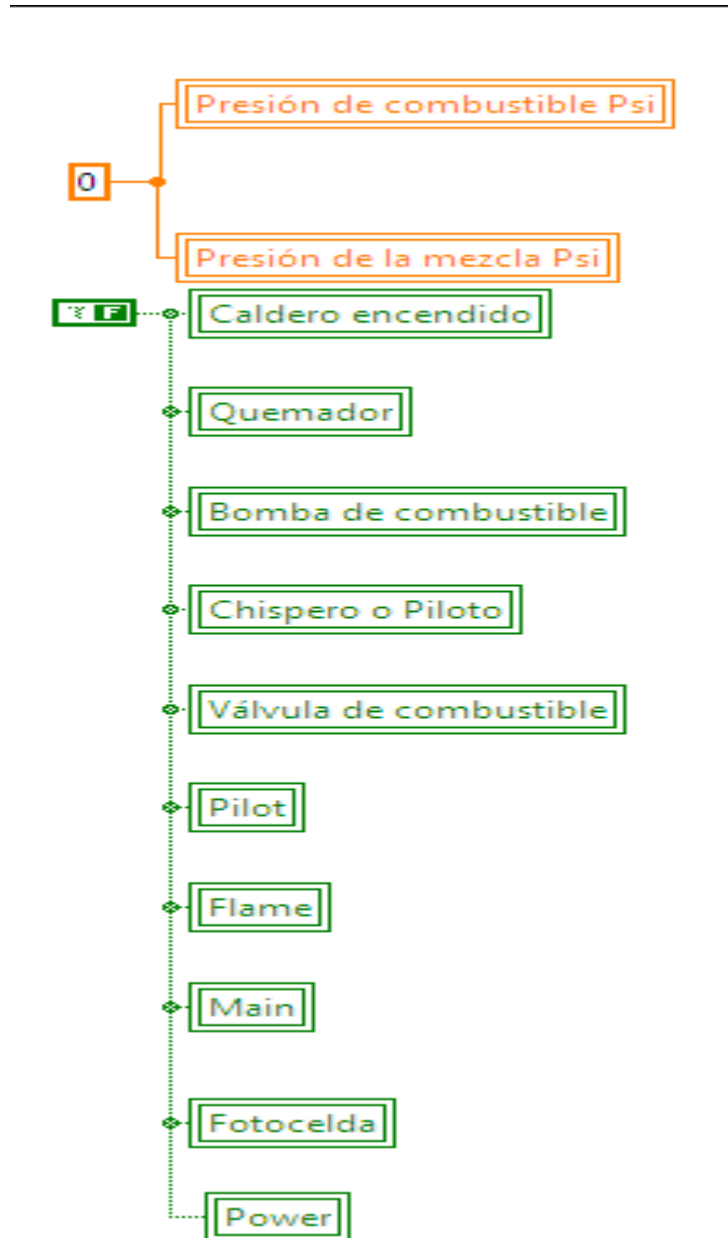 Presión de combustible Psi
0
Presión de la mezcla Psi
T F
Caldero encendido
Quemador
Bomba de combustible
Chispero o Piloto
Válvula de combustible
Pilot
Flame
Main
Fotocelda
Power